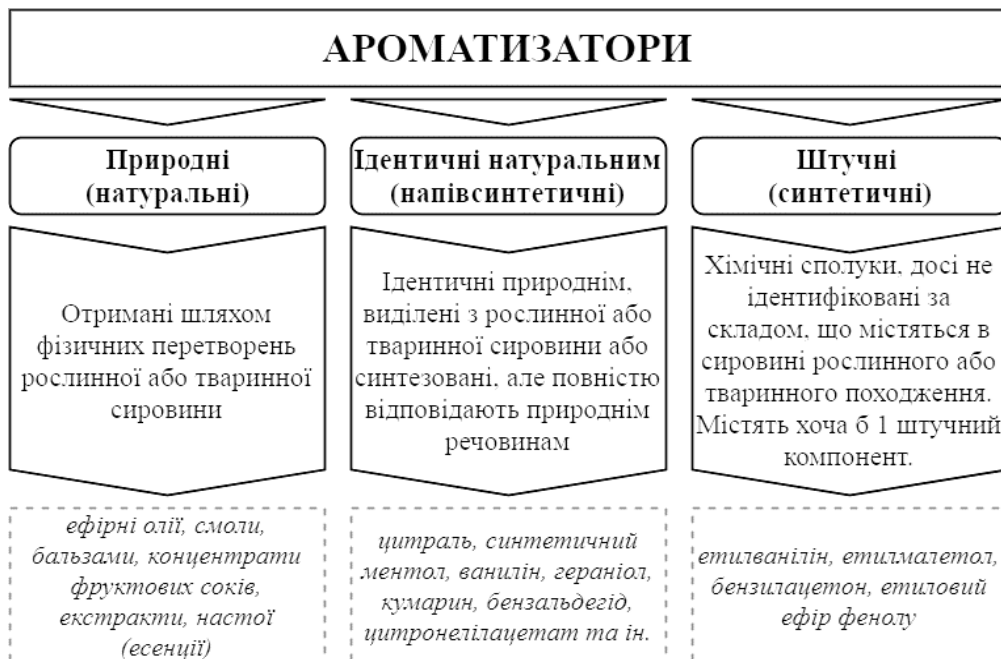 АРОМАТИЗАТОРИ
Природні
(натуральні)
Ідентичні натуральним
(напівсинтетичні)
Штучні
(синтетичні)
Отримані шляхом
фізичних перетворень
рослинної або тваринної
сировини
Ідентичні природнім,
виділені з рослинної або
тваринної сировини або
синтезовані, але повністю
відповідають природнім
речовинам
Хімічні сполуки, досі не
ідентифіковані за
складом, що містяться в
сировині рослинного або
тваринного походження.
Містять хоча б 1 штучний
компонент.
ефірні олії, смоли,
бальзами, концентрати
фруктових соків,
екстракти, настої
(есенції)
цитраль, синтетичний
ментол, ванилін, гераніол,
кумарин, бензальдегід,
цитронелілацетат та ін.
етилванілін, етилмалетол,
бензилацетон, етиловий
ефір фенолу